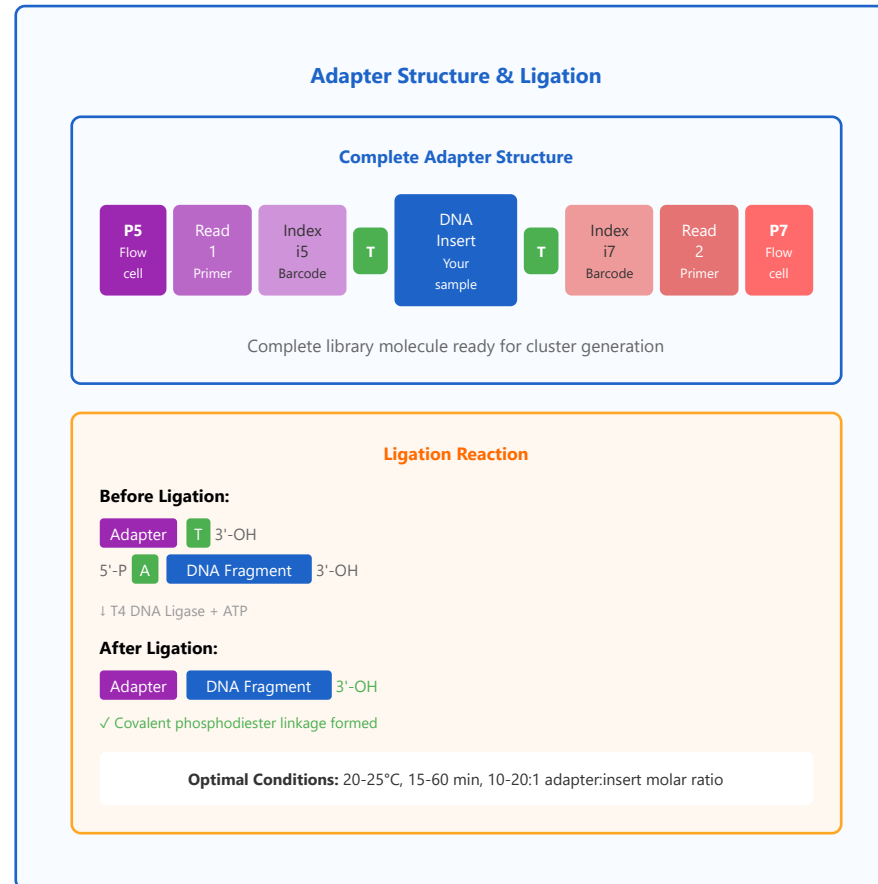 Adapter Structure & Ligation
Complete Adapter Structure
P5
Flow
cell
Read
1
Primer
Index
i5
Barcode
T
DNA
Insert
Your
sample
T
Index
i7
Barcode
Read
2
Primer
P7
Flow
cell
Complete library molecule ready for cluster generation
Ligation Reaction
Before Ligation:
Adapter T 3'-OH
5'-P A DNA Fragment 3'-OH
↓ T4 DNA Ligase + ATP
After Ligation:
Adapter DNA Fragment 3'-OH
✓ Covalent phosphodiester linkage formed
Optimal Conditions: 20-25°C, 15-60 min, 10-20:1 adapter:insert molar ratio